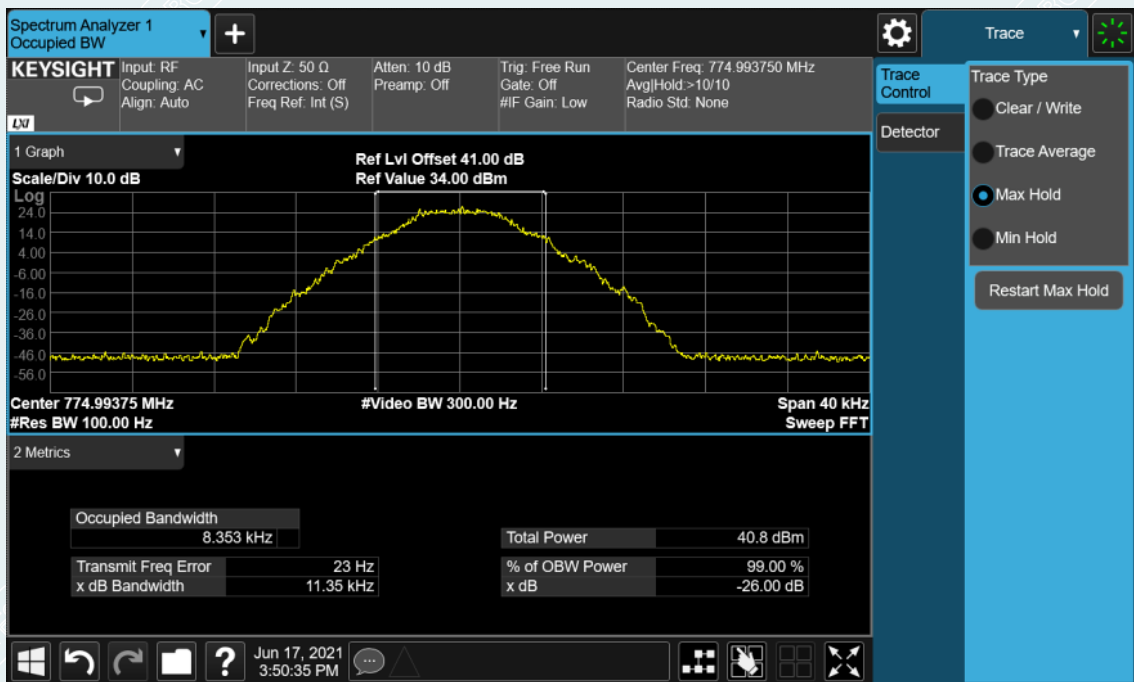 Spectrum Analyzer 1
Occupied BW
+
Trace
KEYSIGHT
Input: RF
Coupling: AC
Align: Auto
Input Z: 50 Ω
Corrections: Off
Freq Ref: Int (S)
Atten: 10 dB
Preamp: Off
Trig: Free Run
Gate: Off
#IF Gain: Low
Center Freq: 774.993750 MHz
Avg|Hold:>10/10
Radio Std: None
LXI
Trace Control
Detector
Trace Type
Clear / Write
Trace Average
Max Hold
Min Hold
Restart Max Hold
1 Graph
Scale/Div 10.0 dB
Ref Lvl Offset 41.00 dB
Ref Value 34.00 dBm
Log
24.0
14.0
4.00
-6.00
-16.0
-26.0
-36.0
-46.0
-56.0
Center 774.99375 MHz
#Video BW 300.00 Hz
Span 40 kHz
#Res BW 100.00 Hz
Sweep FFT
2 Metrics
Occupied Bandwidth
8.353 kHz
Total Power 40.8 dBm
Transmit Freq Error 23 Hz
% of OBW Power 99.00 %
x dB Bandwidth 11.35 kHz
x dB -26.00 dB
?
Jun 17, 2021
3:50:35 PM